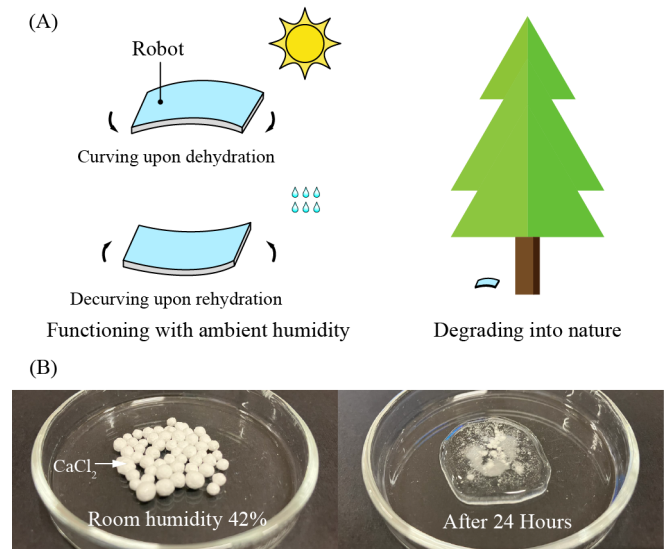 (A)
Robot
Curving upon dehydration
Decurving upon rehydration
Functioning with ambient humidity
Degrading into nature
(B)
CaCl₂
Room humidity 42%
After 24 Hours